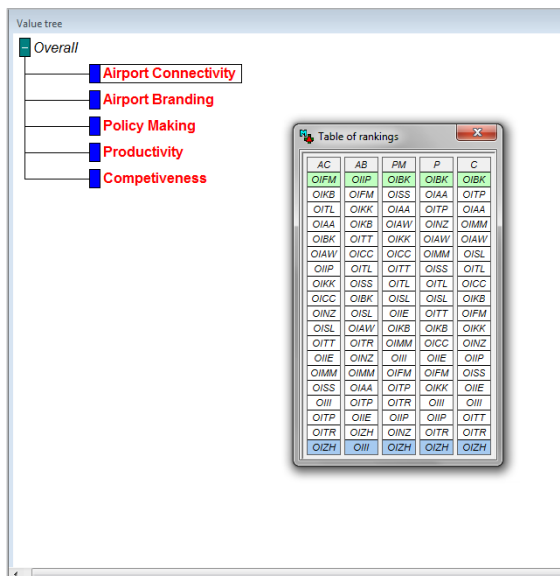 Value tree
Overall
Airport Connectivity
Airport Branding
Policy Making
Productivity
Competiveness
Table of rankings
AC AB PM P C
OIFM OIIP OIBK OIBK OIBK
OIKB OIFM OISS OIAA OITP
OITL OIKK OIAA OITP OIAA
OIAA OIKB OIAW OINZ OIMM
OIBK OITT OIKK OIAW OIAW
OIAW OICC OICC OIMM OISL
OIIP OITL OITT OISS OITL
OIKK OISS OITL OITL OICC
OICC OIBK OISL OISL OIKB
OINZ OISL OIIE OITT OIFM
OISL OIAW OIKB OIKB OIKK
OITT OITR OIMM OICC OINZ
OIIE OINZ OIII OIIE OIIP
OIMM OIMM OIFM OIFM OISS
OISS OIAA OITP OIKK OIIE
OIII OITP OITR OIII OIII
OITP OIIE OIIP OIIP OITT
OITR OIZH OINZ OITR OITR
OIZH OIII OIZH OIZH OIZH